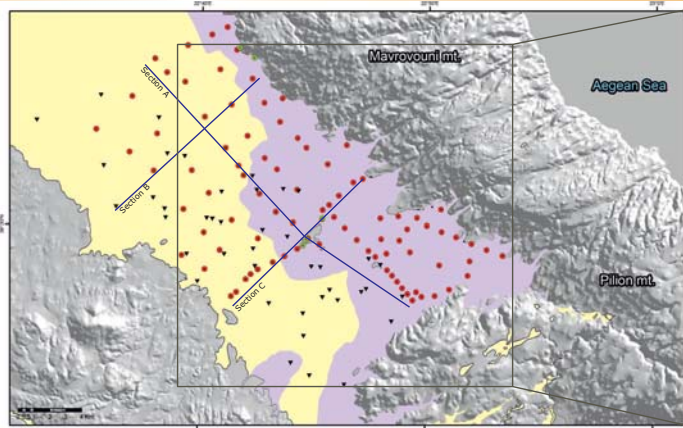 Mavrovouni mt.
Aegean Sea
Section A
Section B
Section C
Pilion mt.